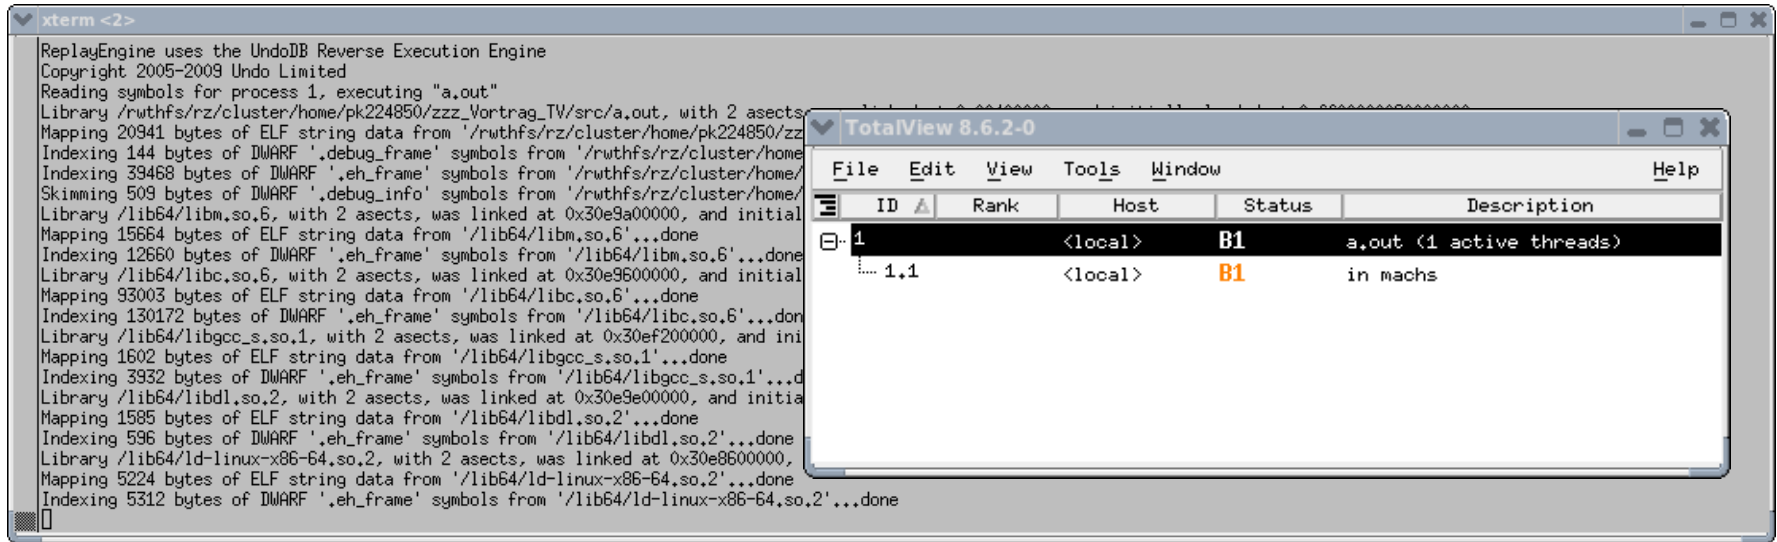 xterm <2>
ReplayEngine uses the UndoDB Reverse Execution Engine
Copyright 2005-2009 Undo Limited
Reading symbols for process 1, executing "a.out"
Library /rwthfs/rz/cluster/home/pk224850/zzz_Vortrag_TV/src/a.out, with 2 asects
Mapping 20941 bytes of ELF string data from '/rwthfs/rz/cluster/home/pk224850/zz
Indexing 144 bytes of DWARF '.debug_frame' symbols from '/rwthfs/rz/cluster/home
Indexing 39468 bytes of DWARF '.eh_frame' symbols from '/rwthfs/rz/cluster/home/
Skimming 509 bytes of DWARF '.debug_info' symbols from '/rwthfs/rz/cluster/home/
Library /lib64/libm.so.6, with 2 asects, was linked at 0x30e9a00000, and initial
Mapping 15664 bytes of ELF string data from '/lib64/libm.so.6'...done
Indexing 12660 bytes of DWARF '.eh_frame' symbols from '/lib64/libm.so.6'...done
Library /lib64/libc.so.6, with 2 asects, was linked at 0x30e9600000, and initial
Mapping 93003 bytes of ELF string data from '/lib64/libc.so.6'...done
Indexing 130172 bytes of DWARF '.eh_frame' symbols from '/lib64/libc.so.6'...don
Library /lib64/libgcc_s.so.1, with 2 asects, was linked at 0x30ef200000, and ini
Mapping 1602 bytes of ELF string data from '/lib64/libgcc_s.so.1'...done
Indexing 3932 bytes of DWARF '.eh_frame' symbols from '/lib64/libgcc_s.so.1'...d
Library /lib64/libdl.so.2, with 2 asects, was linked at 0x30e9e00000, and initia
Mapping 1585 bytes of ELF string data from '/lib64/libdl.so.2'...done
Indexing 596 bytes of DWARF '.eh_frame' symbols from '/lib64/libdl.so.2'...done
Library /lib64/ld-linux-x86-64.so.2, with 2 asects, was linked at 0x30e8600000,
Mapping 5224 bytes of ELF string data from '/lib64/ld-linux-x86-64.so.2'...done
Indexing 5312 bytes of DWARF '.eh_frame' symbols from '/lib64/ld-linux-x86-64.so.2'...done
TotalView 8.6.2-0
File Edit View Tools Window Help
ID Rank Host Status Description
1 <local> B1 a.out (1 active threads)
1.1 <local> B1 in machs